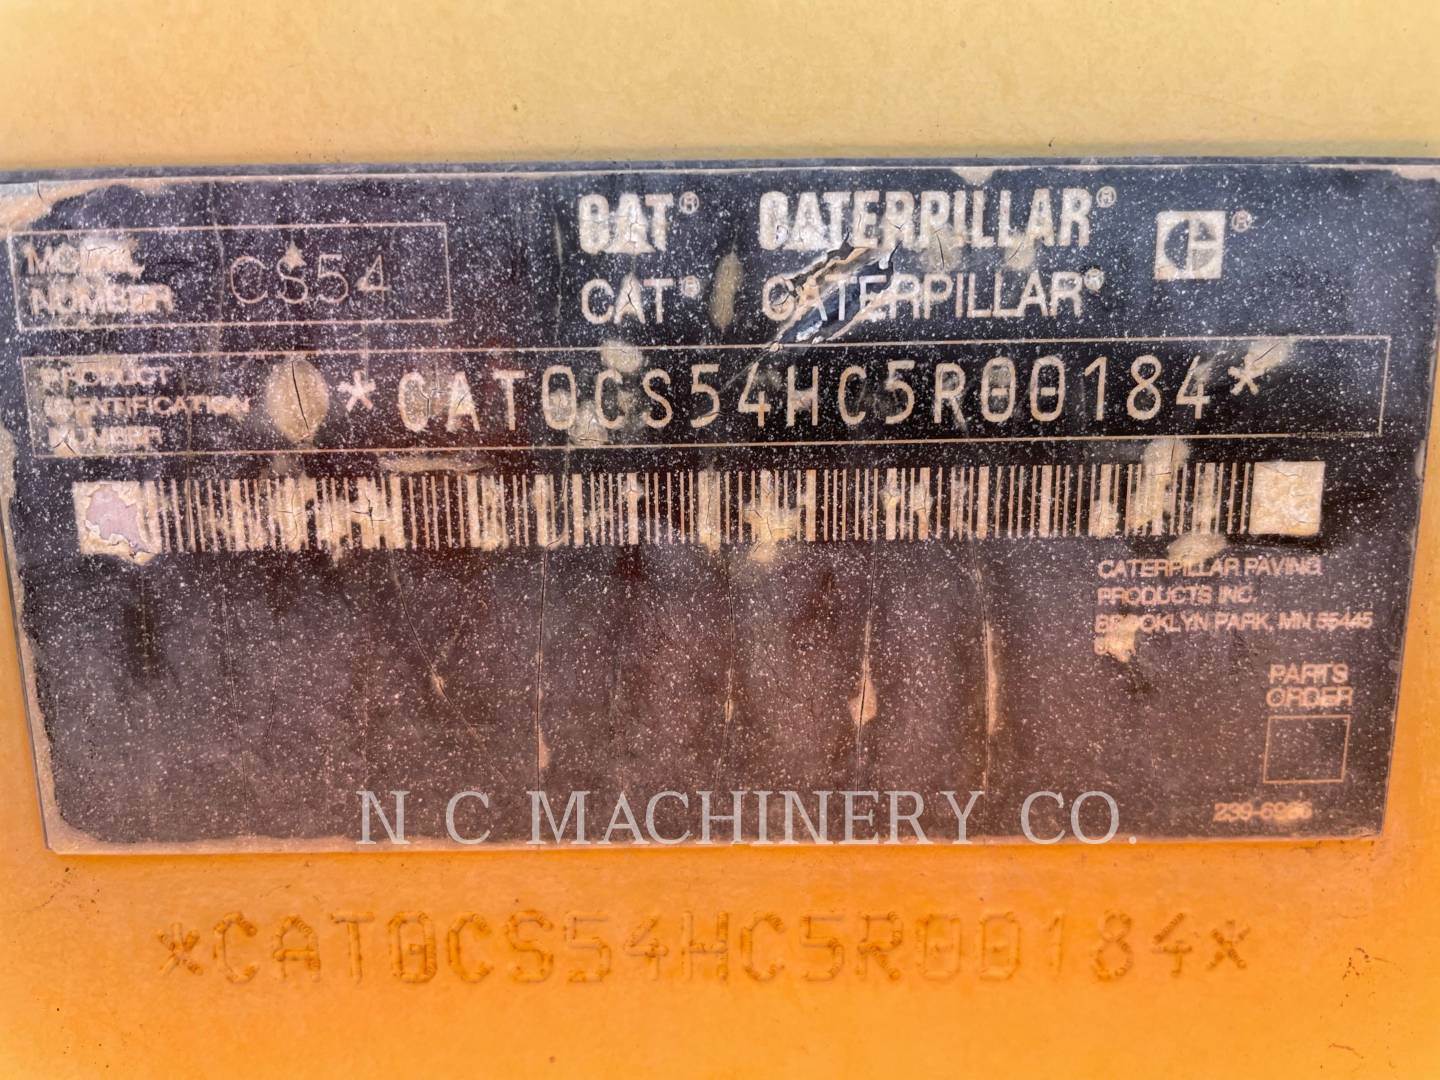 CAT® CATERPILLAR®
CAT® CATERPILLAR®
MODEL NUMBER CS54
PRODUCT IDENTIFICATION NUMBER *CAT0CS54HC5R00184*
CATERPILLAR PAVING
PRODUCTS INC.
BROOKLYN PARK, MN 55445
PARTS
ORDER
N C MACHINERY CO.
*CAT0CS54HC5R00184*